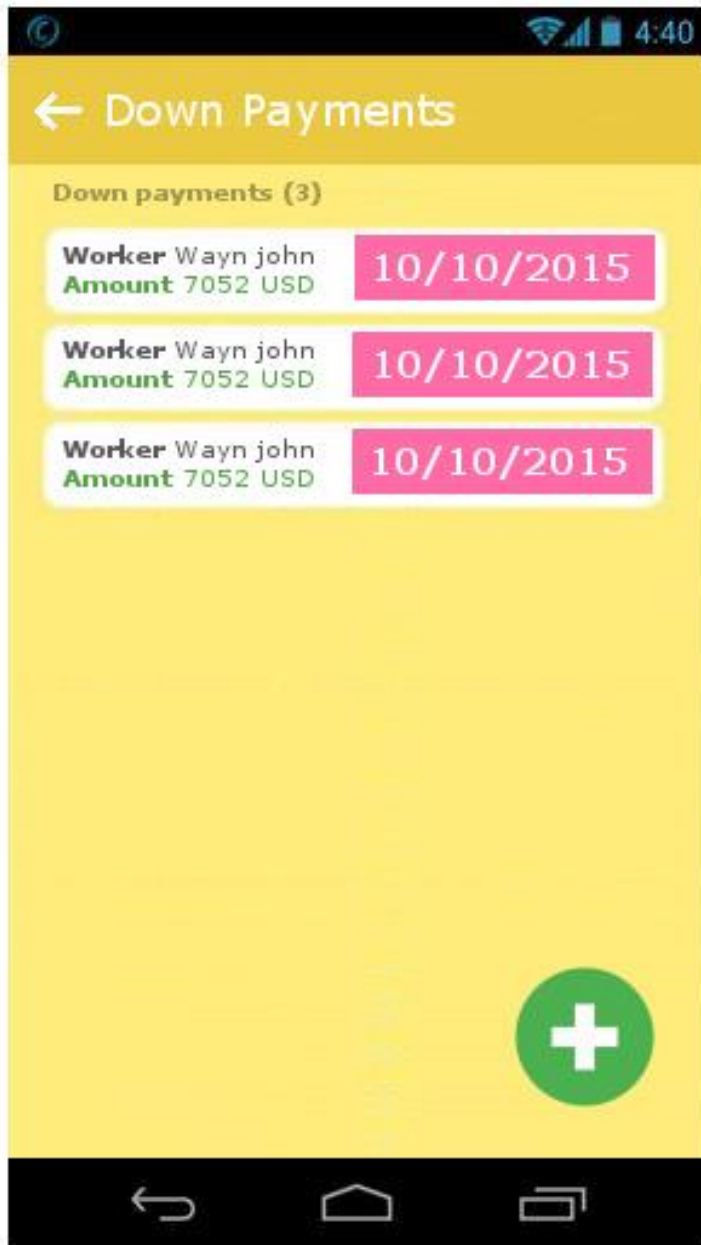 4:40
Down Payments
Down payments (3)
Worker Wayn john
Amount 7052 USD
10/10/2015
Worker Wayn john
Amount 7052 USD
10/10/2015
Worker Wayn john
Amount 7052 USD
10/10/2015